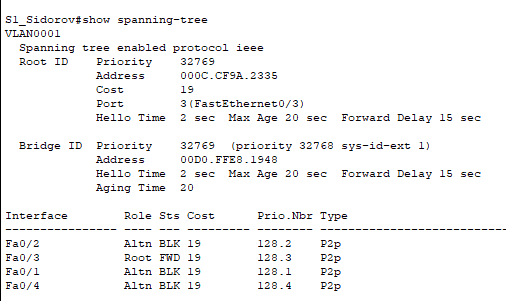 S1_Sidorov#show spanning-tree
VLAN0001
  Spanning tree enabled protocol ieee
  Root ID    Priority    32769
             Address     000C.CF9A.2335
             Cost        19
             Port        3(FastEthernet0/3)
             Hello Time  2 sec  Max Age 20 sec  Forward Delay 15 sec

  Bridge ID  Priority    32769  (priority 32768 sys-id-ext 1)
             Address     00D0.FFE8.1948
             Hello Time  2 sec  Max Age 20 sec  Forward Delay 15 sec
             Aging Time  20

Interface        Role Sts Cost      Prio.Nbr Type
---------------- ---- --- --------- -------- --------------------------------
Fa0/2            Altn BLK 19        128.2    P2p
Fa0/3            Root FWD 19        128.3    P2p
Fa0/1            Altn BLK 19        128.1    P2p
Fa0/4            Altn BLK 19        128.4    P2p